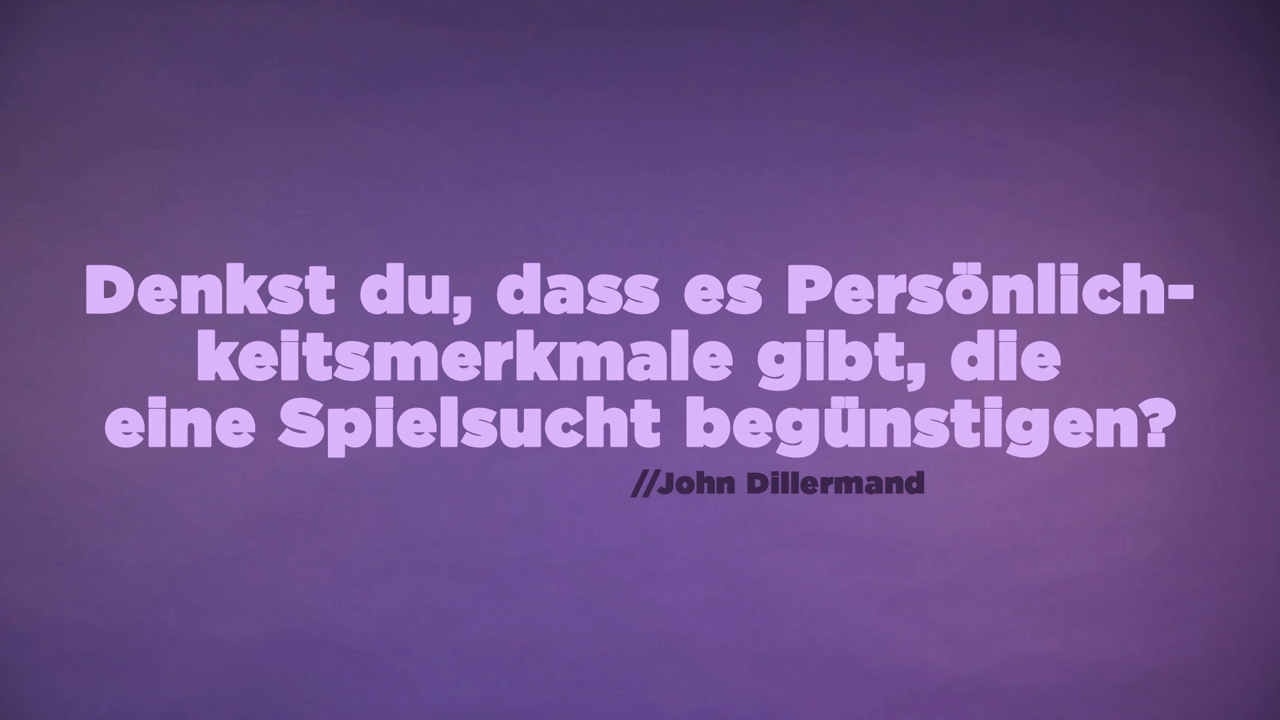 Denkst du, dass es Persönlich-
keitsmerkmale gibt, die
eine Spielsucht begünstigen?
//John Dillermand